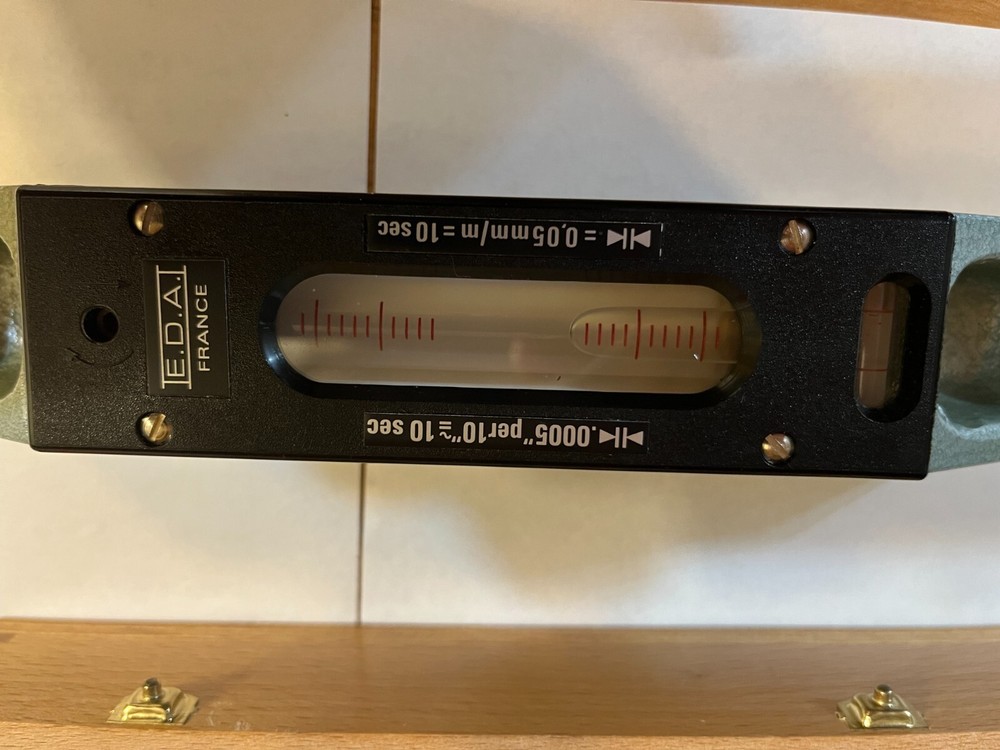 E.D.A.
FRANCE
= 0,05 mm/m = 10 sec
.0005" per 10" ≅ 10 sec